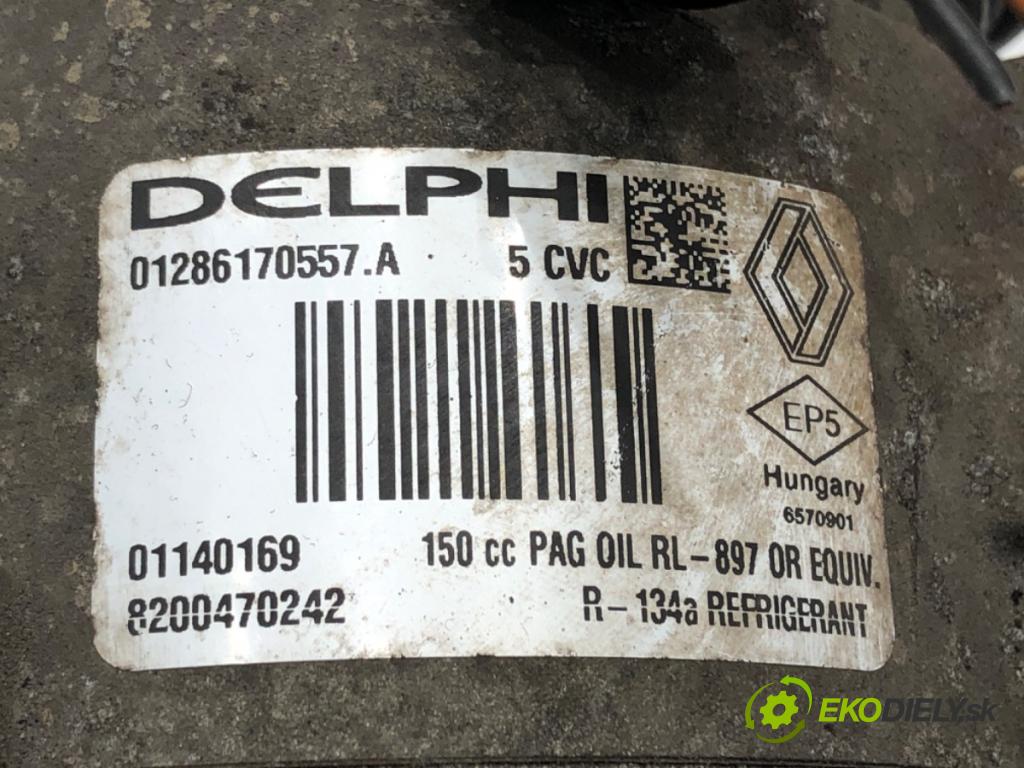 DELPHI
01286170557.A 5 CVC
EP5
Hungary
6570901
01140169 150 cc PAG OIL RL-897 OR EQUIV.
8200470242 R-134a REFRIGERANT
EKODIELY.sk